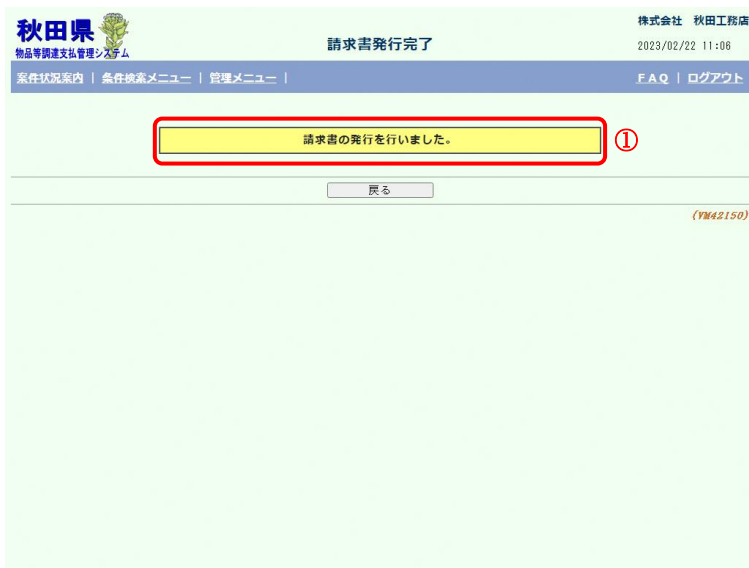 秋田県
物品等調達支払管理システム
請求書発行完了
株式会社　秋田工務店
2023/02/22 11:06
案件状況案内 | 条件検索メニュー | 管理メニュー |
ＦＡＱ | ログアウト
請求書の発行を行いました。
①
戻る
(YM42150)